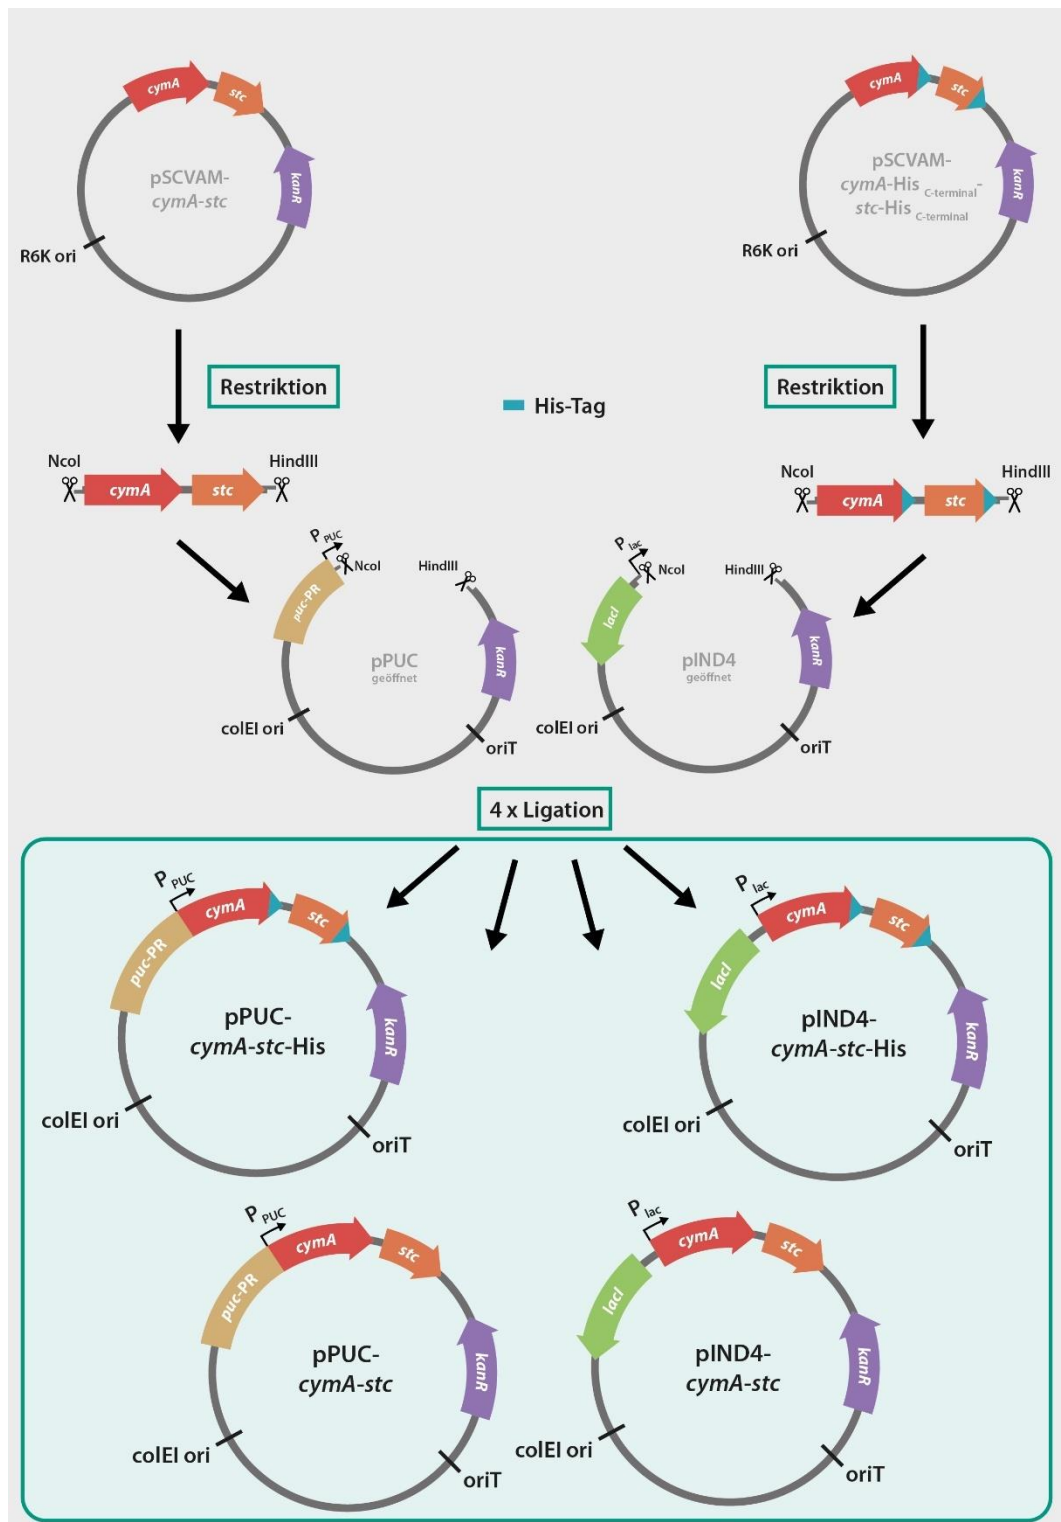 cymA
stc
kanR
pSCVAM-
cymA-stc
R6K ori
cymA
stc
kanR
pSCVAM-
cymA-His C-terminal-
stc-His C-terminal
R6K ori
Restriktion
His-Tag
Restriktion
NcoI
HindIII
cymA
stc
NcoI
HindIII
cymA
stc
P PUC
NcoI
HindIII
puc-PR
kanR
pPUC
geöffnet
colEI ori
oriT
P lac
NcoI
HindIII
lacI
kanR
pIND4
geöffnet
colEI ori
oriT
4 x Ligation
P PUC
cymA
stc
puc-PR
kanR
pPUC-
cymA-stc-His
colEI ori
oriT
P lac
cymA
stc
lacI
kanR
pIND4-
cymA-stc-His
colEI ori
oriT
P PUC
cymA
stc
puc-PR
kanR
pPUC-
cymA-stc
colEI ori
oriT
P lac
cymA
stc
lacI
kanR
pIND4-
cymA-stc
colEI ori
oriT